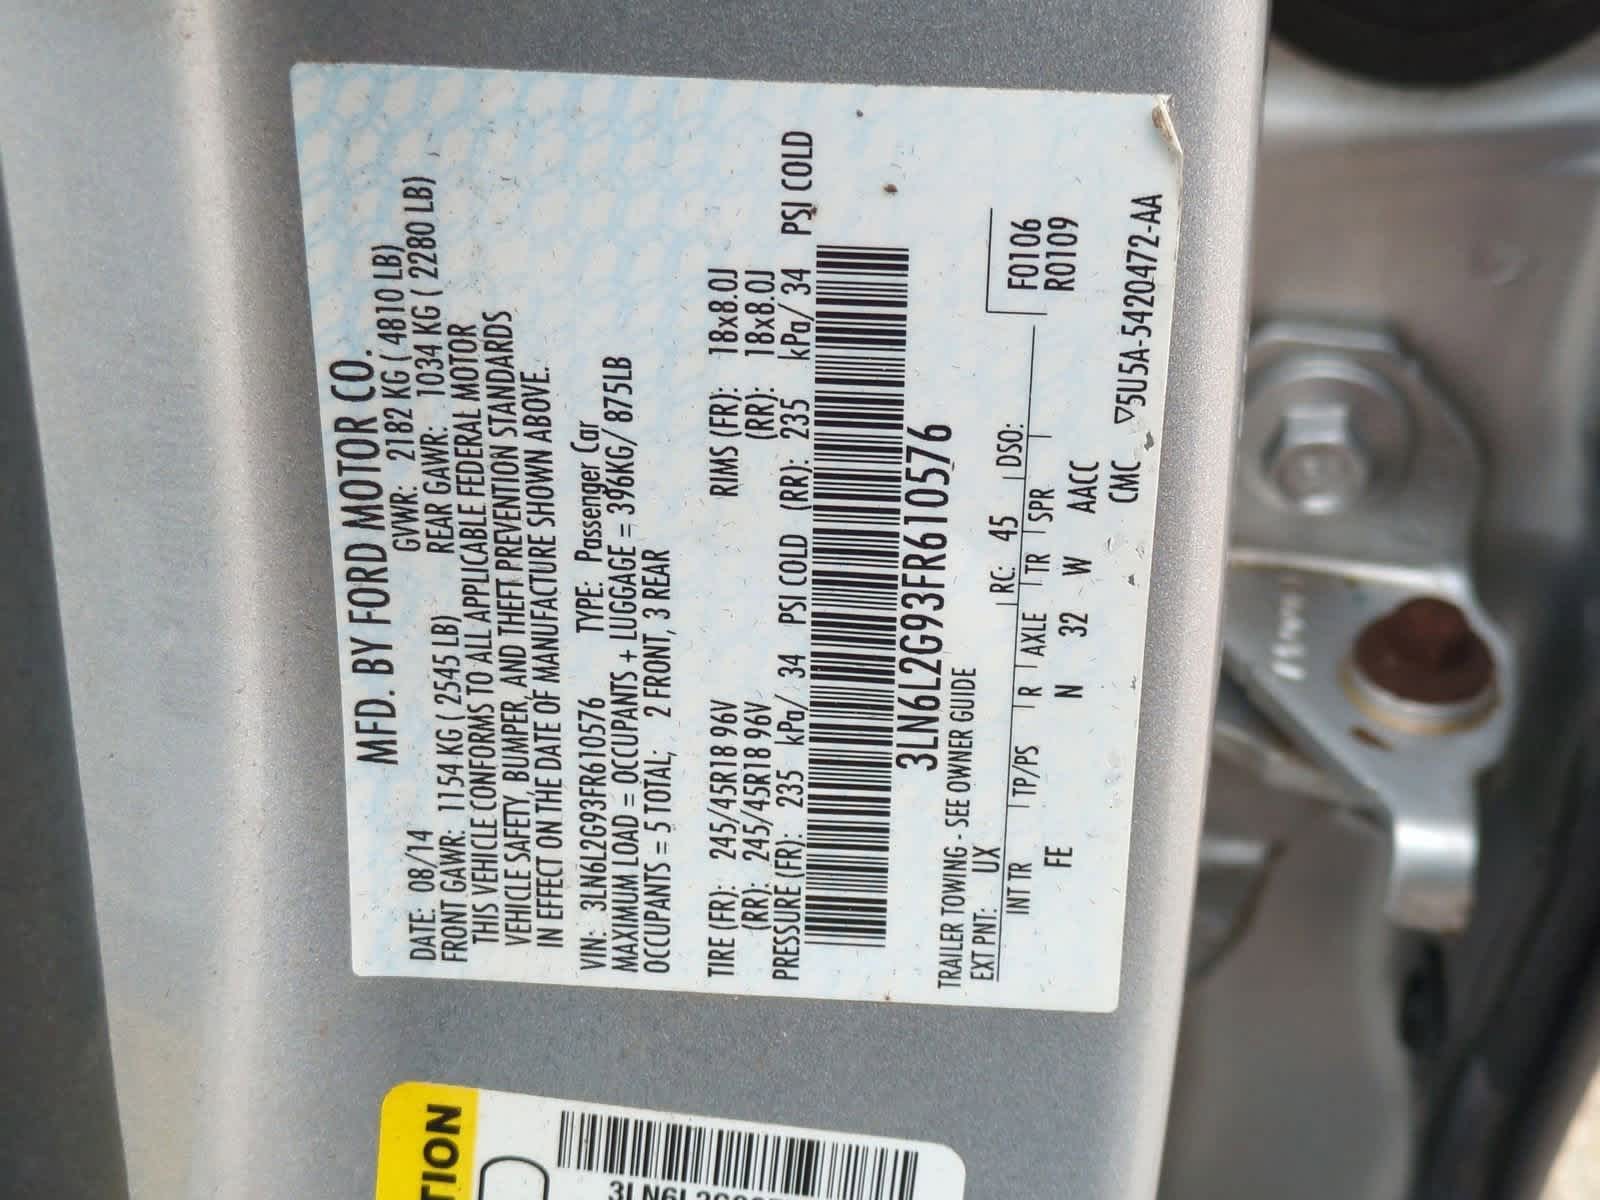 MFD. BY FORD MOTOR CO.
DATE: 08/14 GVWR: 2182 KG ( 4810 LB)
FRONT GAWR: 1154 KG ( 2545 LB) REAR GAWR: 1034 KG ( 2280 LB)
THIS VEHICLE CONFORMS TO ALL APPLICABLE FEDERAL MOTOR
VEHICLE SAFETY, BUMPER, AND THEFT PREVENTION STANDARDS
IN EFFECT ON THE DATE OF MANUFACTURE SHOWN ABOVE.
VIN: 3LN6L2G93FR610576 TYPE: Passenger Car
MAXIMUM LOAD = OCCUPANTS + LUGGAGE = 396KG/ 875LB
OCCUPANTS = 5 TOTAL, 2 FRONT, 3 REAR
TIRE (FR): 245/45R18 96V RIMS (FR): 18x8.0J
(RR): 245/45R18 96V (RR): 18x8.0J
PRESSURE (FR): 235 kPa/ 34 PSI COLD (RR): 235 kPa/ 34 PSI COLD
3LN6L2G93FR610576
TRAILER TOWING - SEE OWNER GUIDE
EXT PNT: UX RC: 45 DSO: F0106
INT TR TP/PS R AXLE TR SPR R0109
FE N 32 W AACC
CMC ▽5U5A-5420472-AA
TION